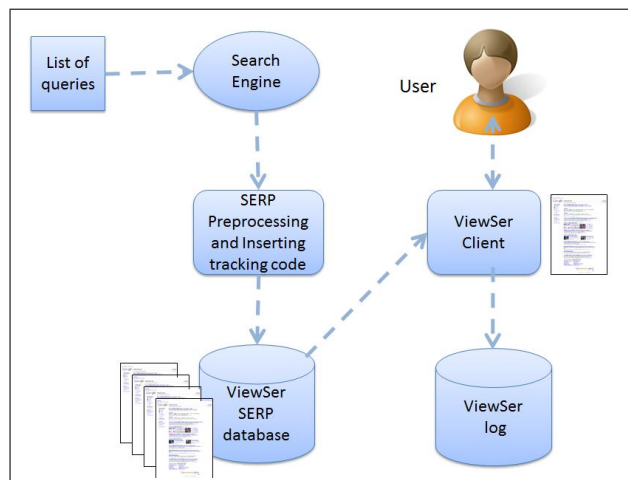 List of
queries
Search
Engine
User
SERP
Preprocessing
and Inserting
tracking code
ViewSer
Client
ViewSer
SERP
database
ViewSer
log